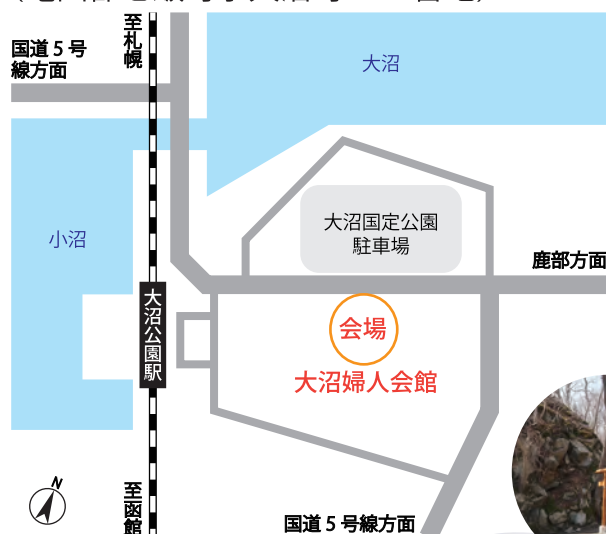 至札幌
国道5号
線方面
大沼
小沼
大沼国定公園
駐車場
鹿部方面
大沼公園駅
会場
大沼婦人会館
N
至函館
国道5号線方面